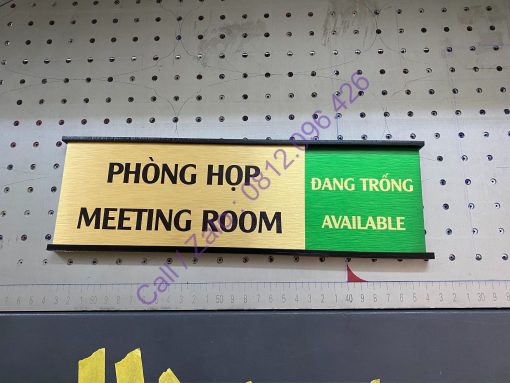 PHÒNG HỌP
MEETING ROOM
ĐANG TRỐNG
AVAILABLE
Call / Zalo : 0812.096.426